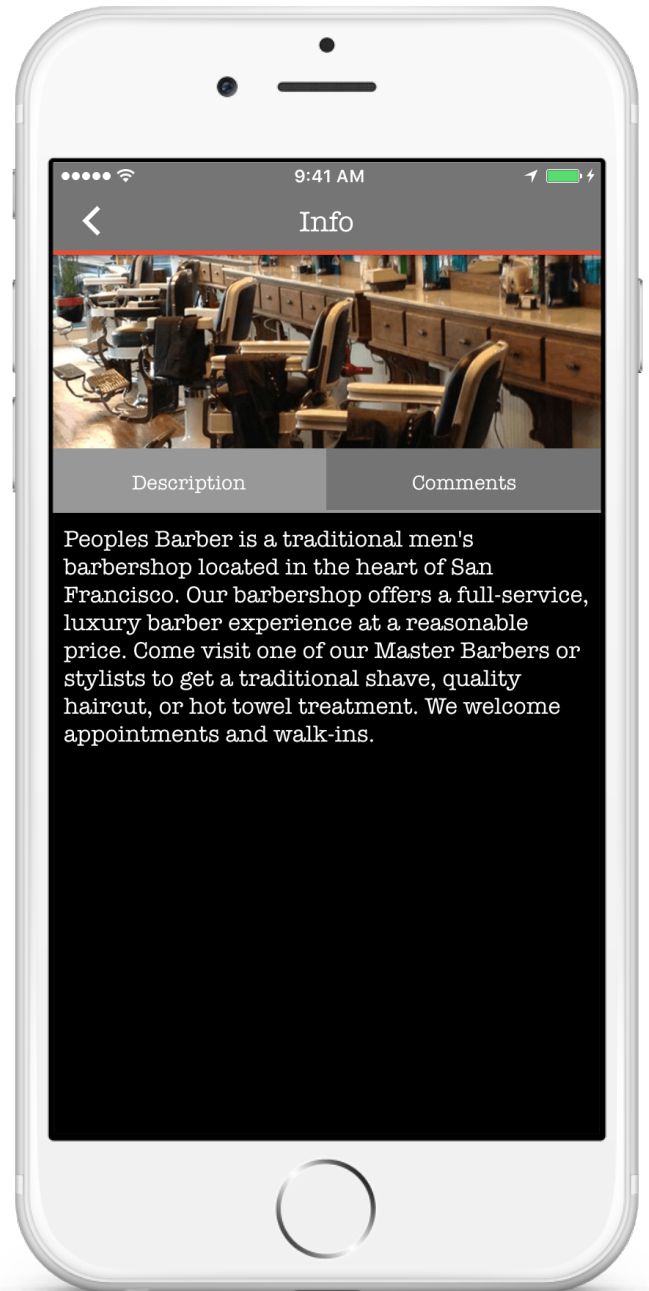 9:41 AM
Info
Description
Comments
Peoples Barber is a traditional men's
barbershop located in the heart of San
Francisco. Our barbershop offers a full-service,
luxury barber experience at a reasonable
price. Come visit one of our Master Barbers or
stylists to get a traditional shave, quality
haircut, or hot towel treatment. We welcome
appointments and walk-ins.